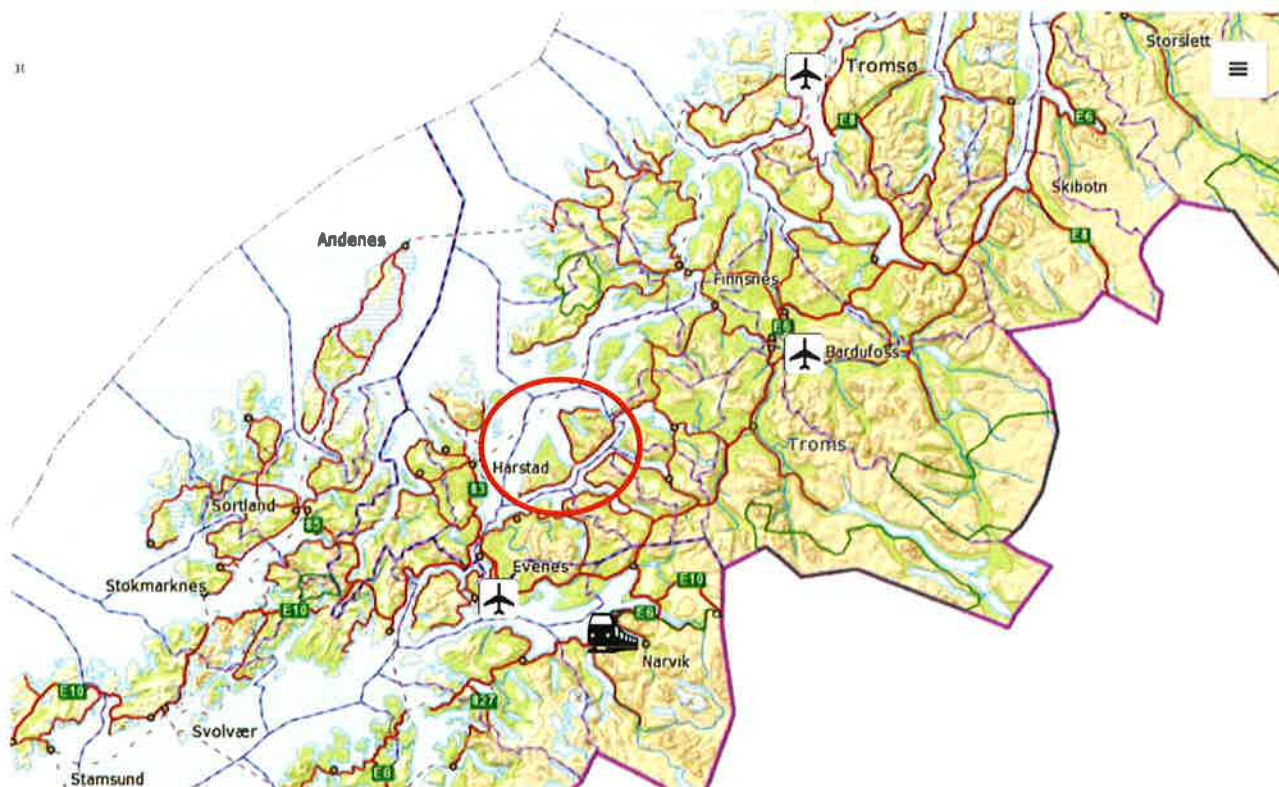 Storslett
Tromsø
E8
E6
Skibotn
E8
Andenes
Finnsnes
E6
Bardufoss
Troms
Harstad
83
Sortland
85
Evenes
Stokmarknes
E10
E10
E6
Narvik
E10
827
Svolvær
Stamsund
E6